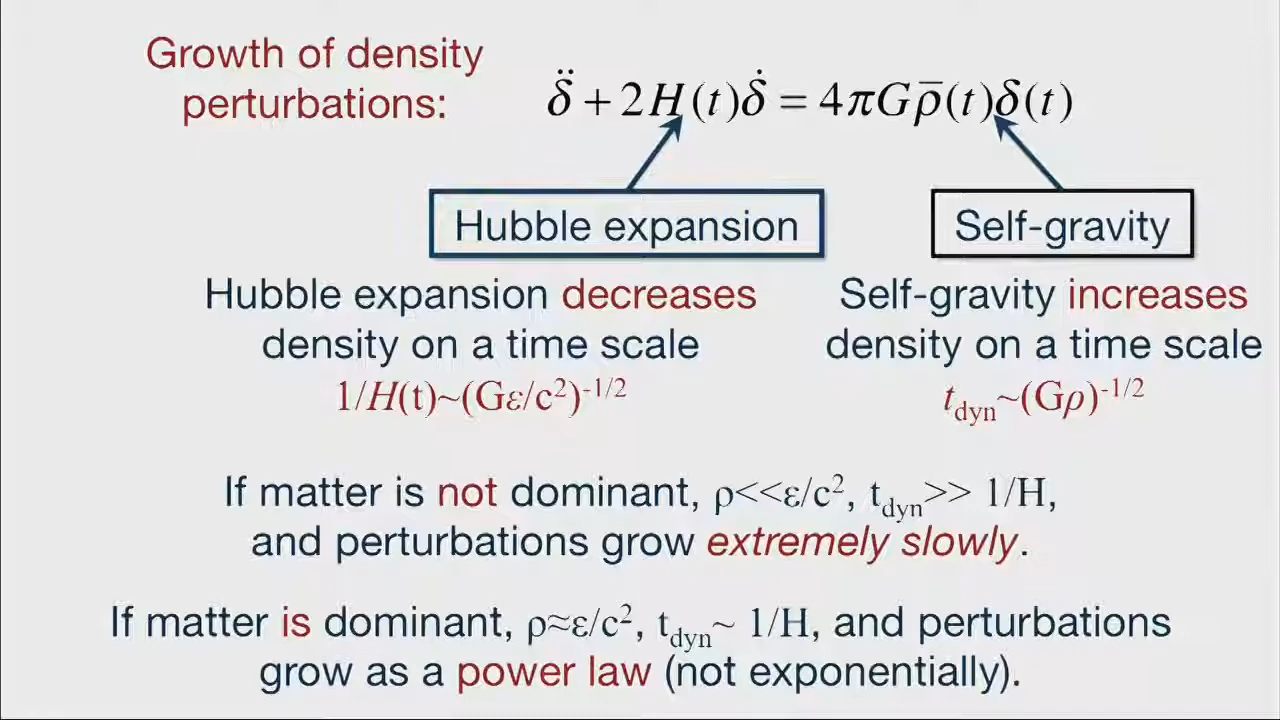 Growth of density
perturbations:
δ̈ + 2H(t)δ̇ = 4πGρ̄(t)δ(t)
Hubble expansion
Self-gravity
Hubble expansion decreases
density on a time scale
1/H(t)~(Gε/c²)⁻¹/²
Self-gravity increases
density on a time scale
t_dyn~(Gρ)⁻¹/²
If matter is not dominant, ρ<<ε/c², t_dyn>> 1/H,
and perturbations grow extremely slowly.
If matter is dominant, ρ≈ε/c², t_dyn~ 1/H, and perturbations
grow as a power law (not exponentially).